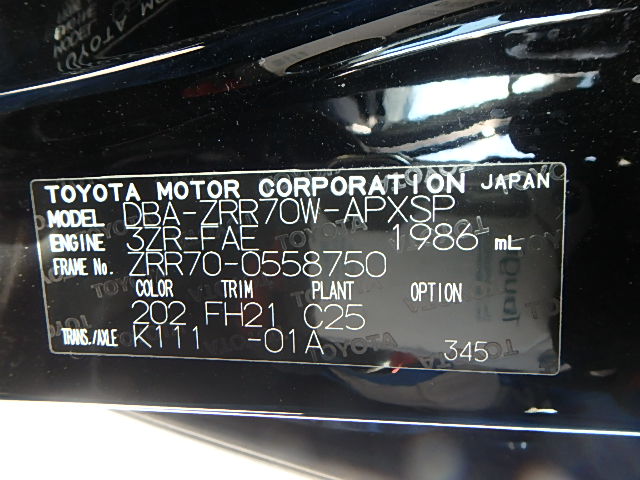 TOYOTA MOTOR CORPORATION JAPAN
MODEL DBA-ZRR70W-APXSP
ENGINE 3ZR-FAE 1986 mL
FRAME No. ZRR70-0558750
COLOR TRIM PLANT OPTION
202 FH21 C25
TRANS./AXLE K111 -01A
345